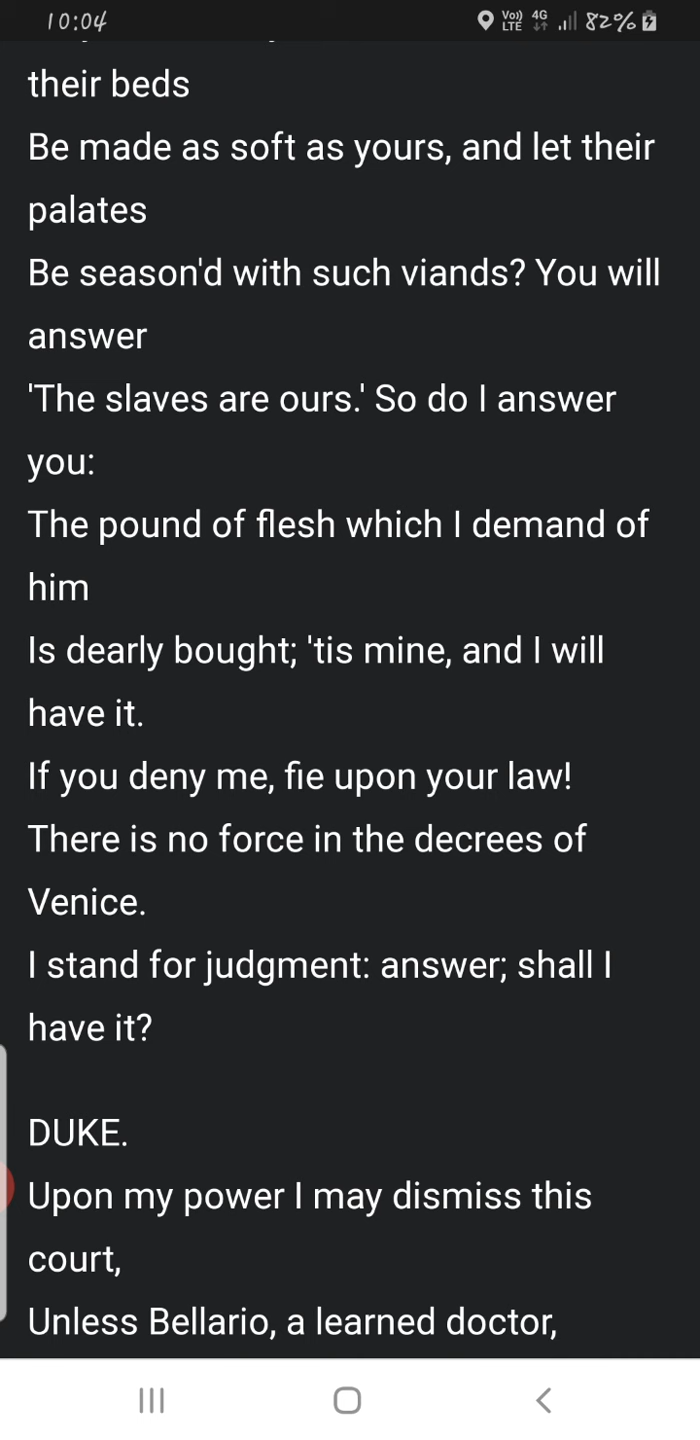 10:04
Vo)) LTE 4G 82%
their beds
Be made as soft as yours, and let their
palates
Be season'd with such viands? You will
answer
'The slaves are ours.' So do I answer
you:
The pound of flesh which I demand of
him
Is dearly bought; 'tis mine, and I will
have it.
If you deny me, fie upon your law!
There is no force in the decrees of
Venice.
I stand for judgment: answer; shall I
have it?
DUKE.
Upon my power I may dismiss this
court,
Unless Bellario, a learned doctor,